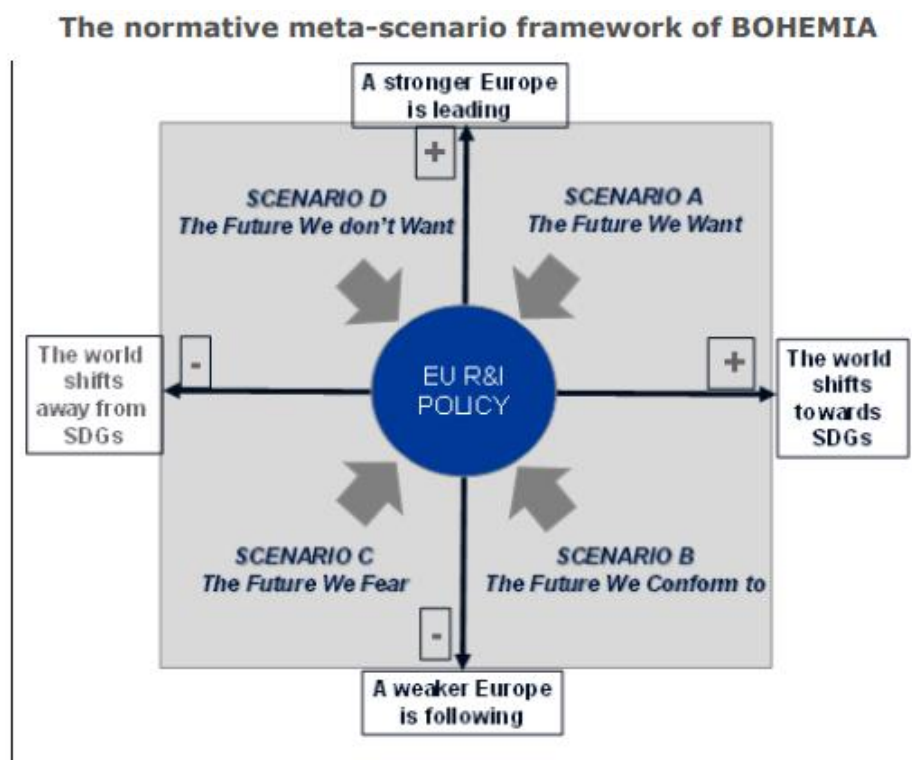 The normative meta-scenario framework of BOHEMIA
A stronger Europe
is leading
+
SCENARIO D
The Future We don't Want
SCENARIO A
The Future We Want
The world
shifts
away from
SDGs
-
EU R&I
POLICY
+
The world
shifts
towards
SDGs
SCENARIO C
The Future We Fear
SCENARIO B
The Future We Conform to
-
A weaker Europe
is following